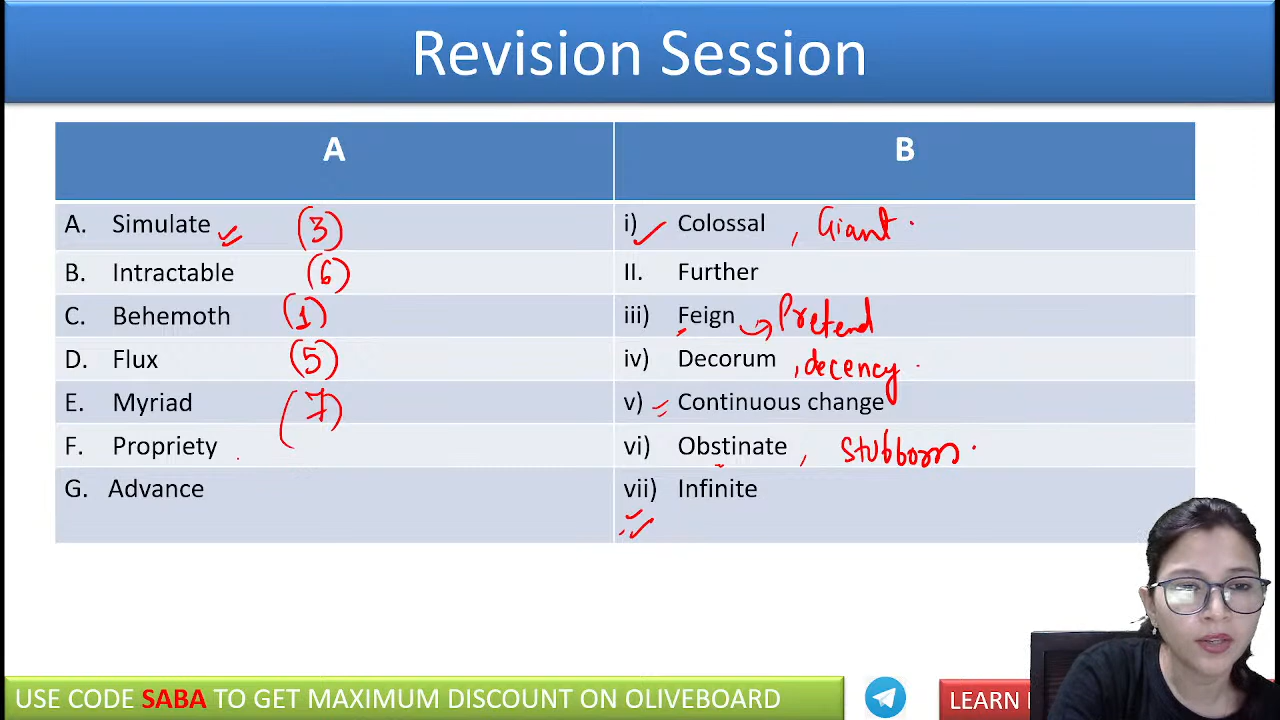 Revision Session
A B
A. Simulate (3) i) Colossal , Giant
B. Intractable (6) II. Further
C. Behemoth (1) iii) Feign → Pretend
D. Flux (5) iv) Decorum , decency
E. Myriad (7) v) Continuous change
F. Propriety vi) Obstinate , Stubborn
G. Advance vii) Infinite
USE CODE SABA TO GET MAXIMUM DISCOUNT ON OLIVEBOARD LEARN